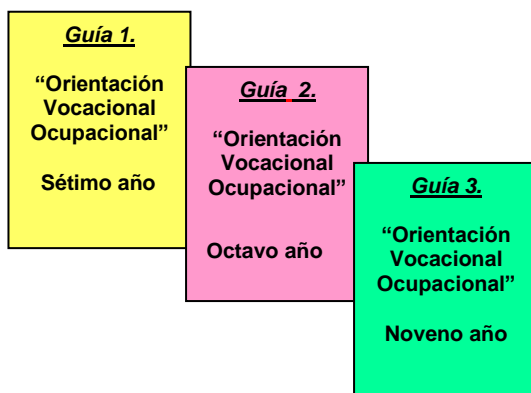 Guía 1.
“Orientación
Vocacional
Ocupacional”
Sétimo año
Guía 2.
“Orientación
Vocacional
Ocupacional”
Octavo año
Guía 3.
“Orientación
Vocacional
Ocupacional”
Noveno año